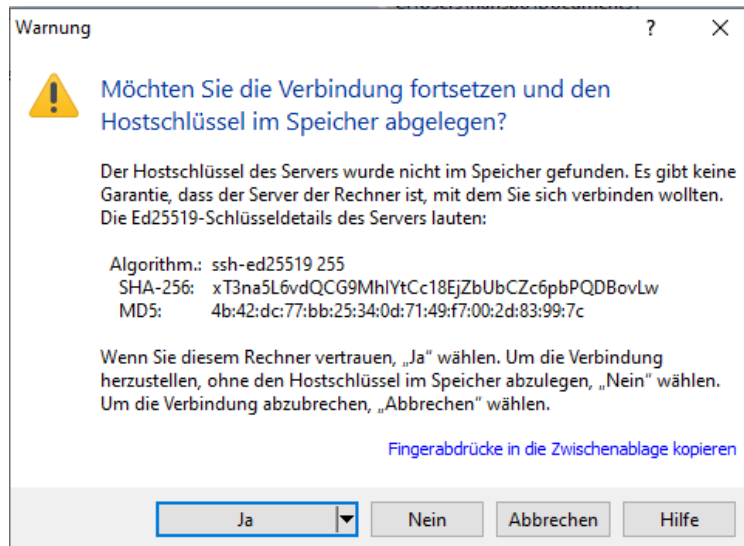 Warnung
?
Möchten Sie die Verbindung fortsetzen und den
Hostschlüssel im Speicher abgelegen?
Der Hostschlüssel des Servers wurde nicht im Speicher gefunden. Es gibt keine
Garantie, dass der Server der Rechner ist, mit dem Sie sich verbinden wollten.
Die Ed25519-Schlüsseldetails des Servers lauten:
Algorithm.: ssh-ed25519 255
SHA-256: xT3na5L6vdQCG9MhlYtCc18EjZbUbCZc6pbPQDBovLw
MD5: 4b:42:dc:77:bb:25:34:0d:71:49:f7:00:2d:83:99:7c
Wenn Sie diesem Rechner vertrauen, „Ja" wählen. Um die Verbindung
herzustellen, ohne den Hostschlüssel im Speicher abzulegen, „Nein" wählen.
Um die Verbindung abzubrechen, „Abbrechen" wählen.
Fingerabdrücke in die Zwischenablage kopieren
Ja Nein Abbrechen Hilfe